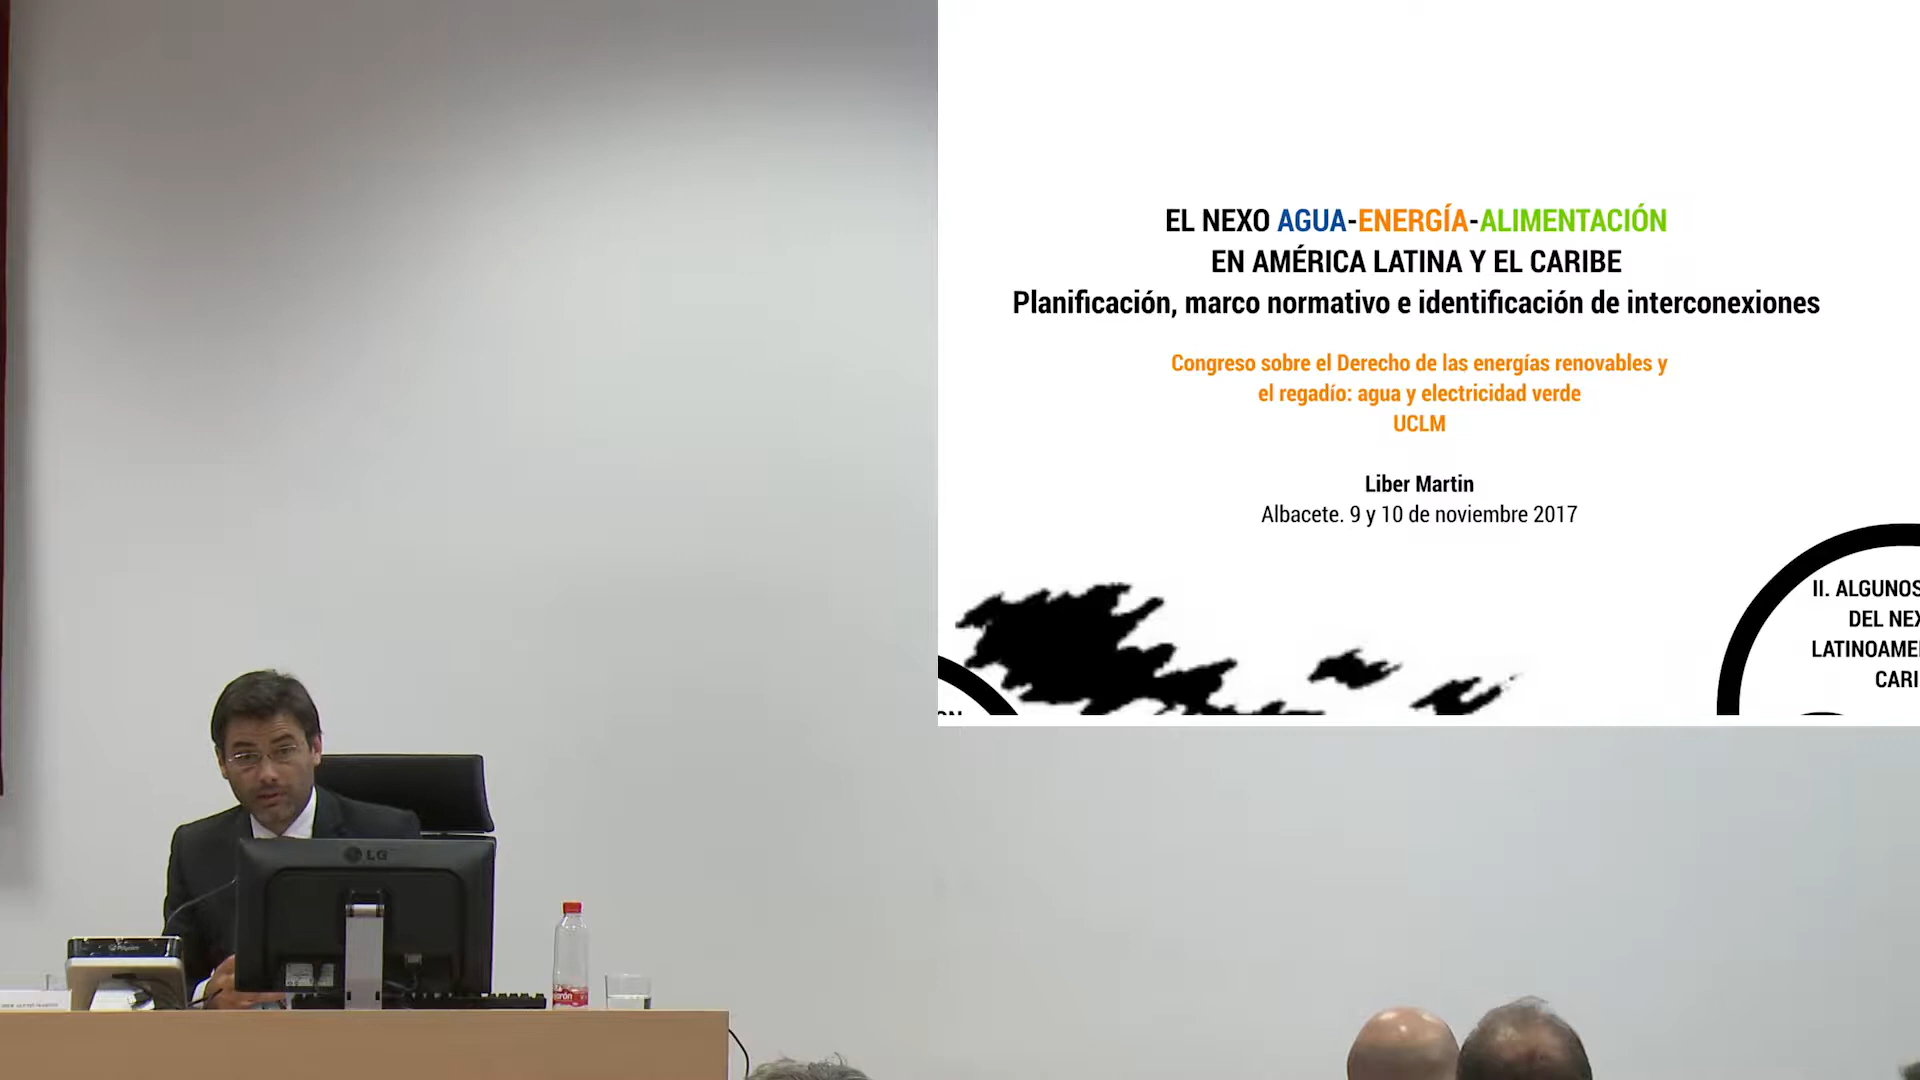 EL NEXO AGUA-ENERGÍA-ALIMENTACIÓN
EN AMÉRICA LATINA Y EL CARIBE
Planificación, marco normativo e identificación de interconexiones
Congreso sobre el Derecho de las energías renovables y
el regadío: agua y electricidad verde
UCLM
Liber Martin
Albacete. 9 y 10 de noviembre 2017
II. ALGUNOS
DEL NEX
LATINOAME
CARI
LG